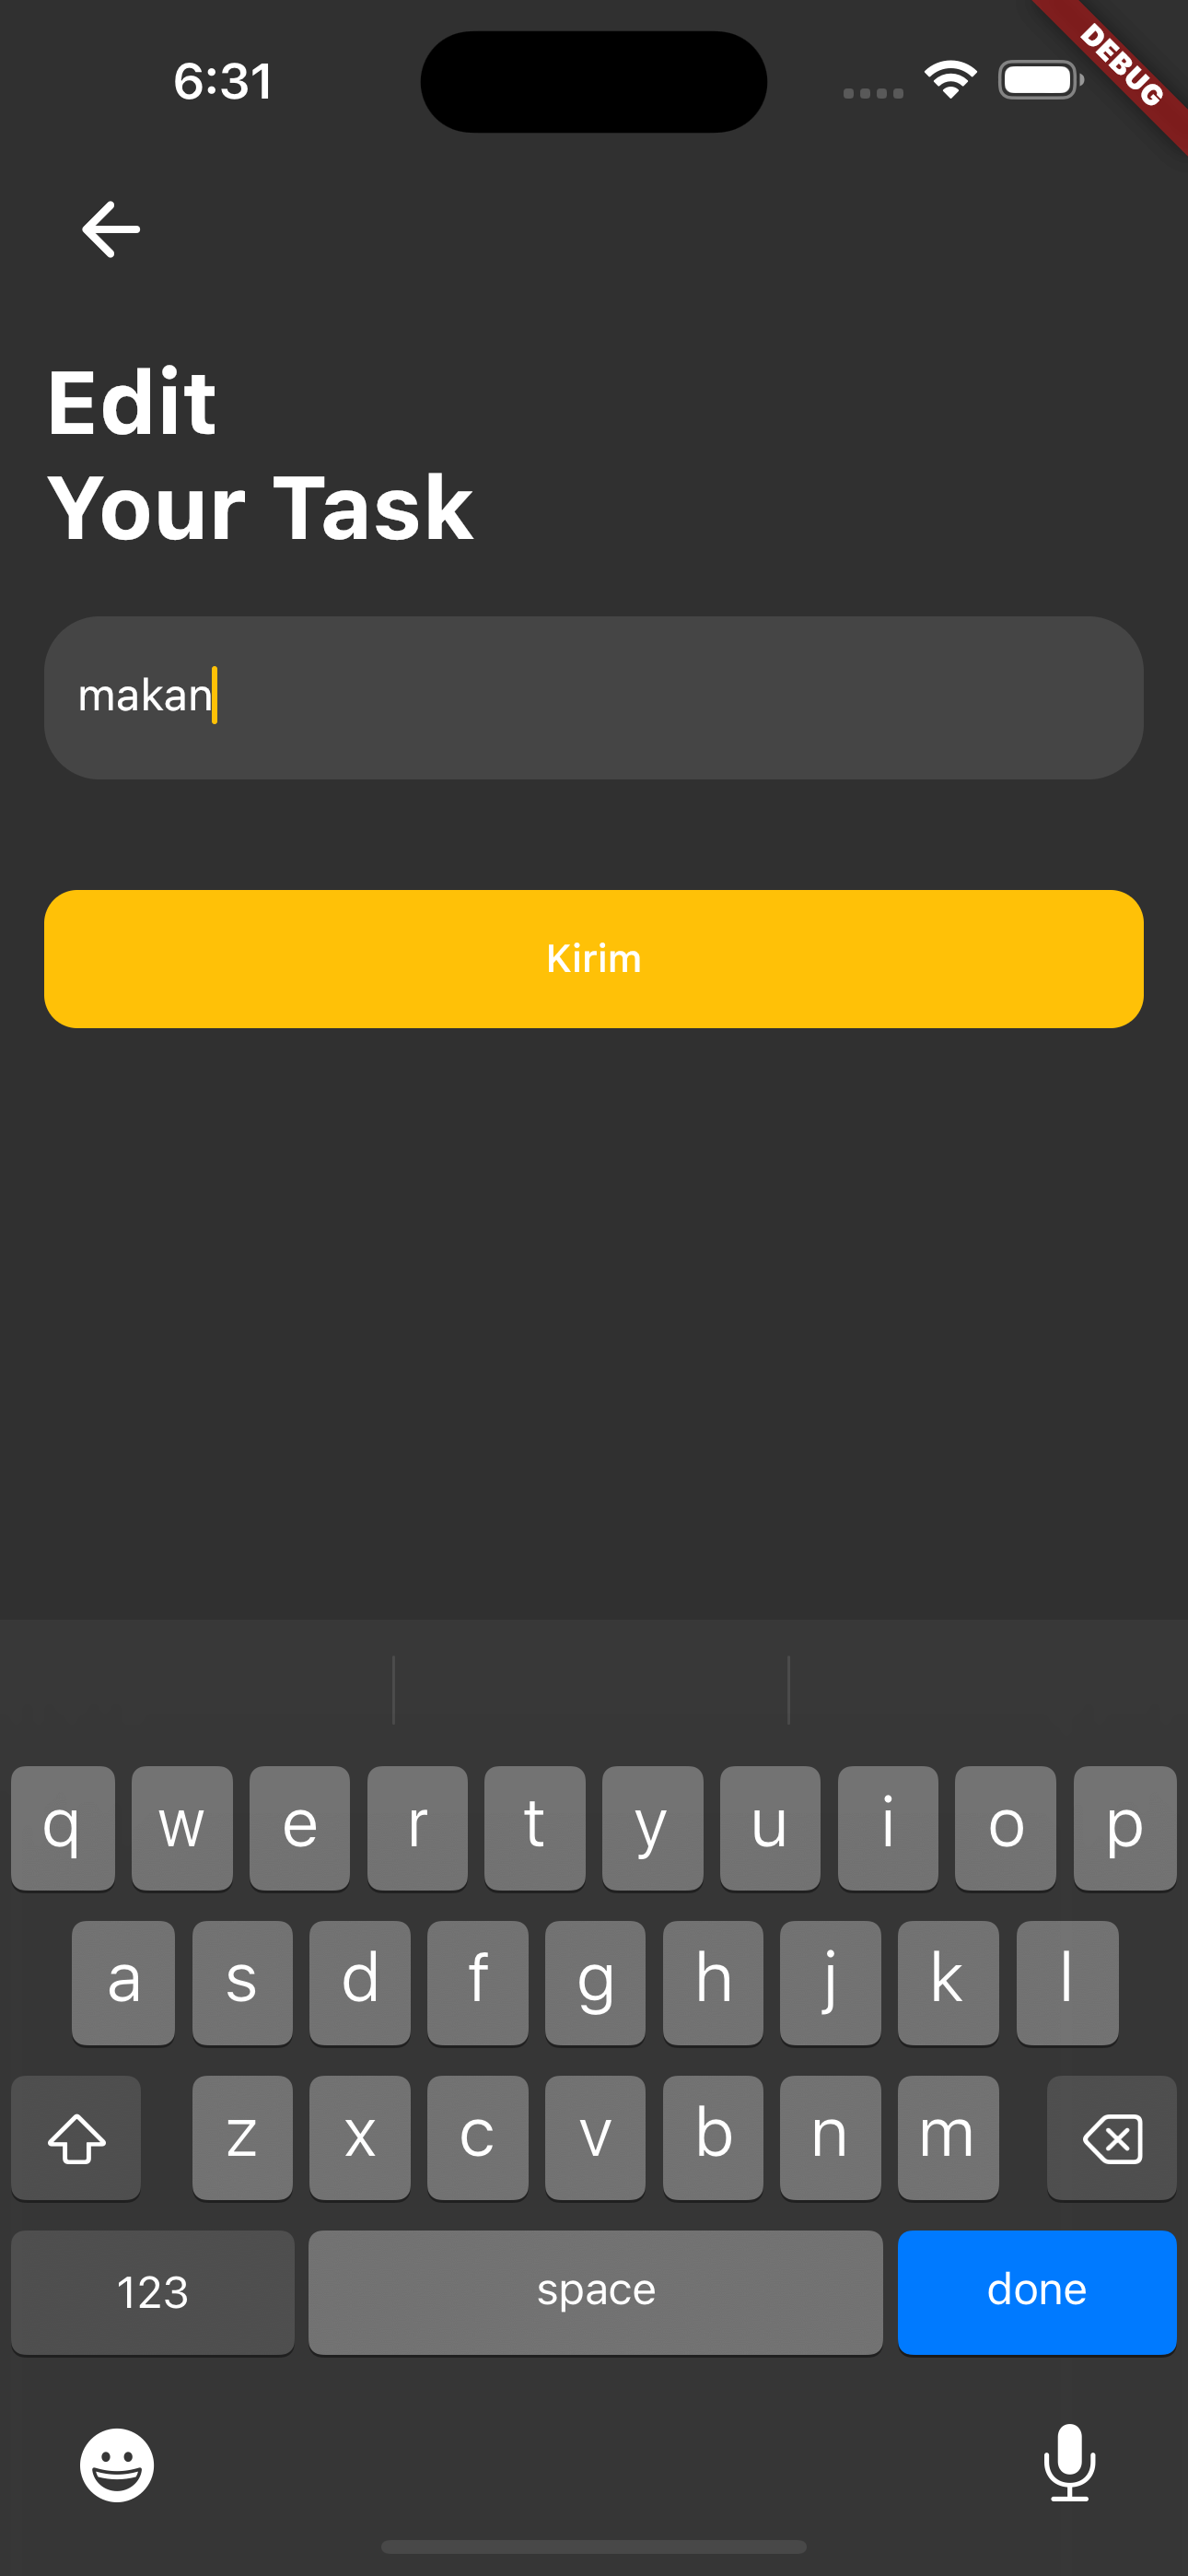 6:31
DEBUG
Edit
Your Task
makan
Kirim
q w e r t y u i o p
a s d f g h j k l
z x c v b n m
123 space done